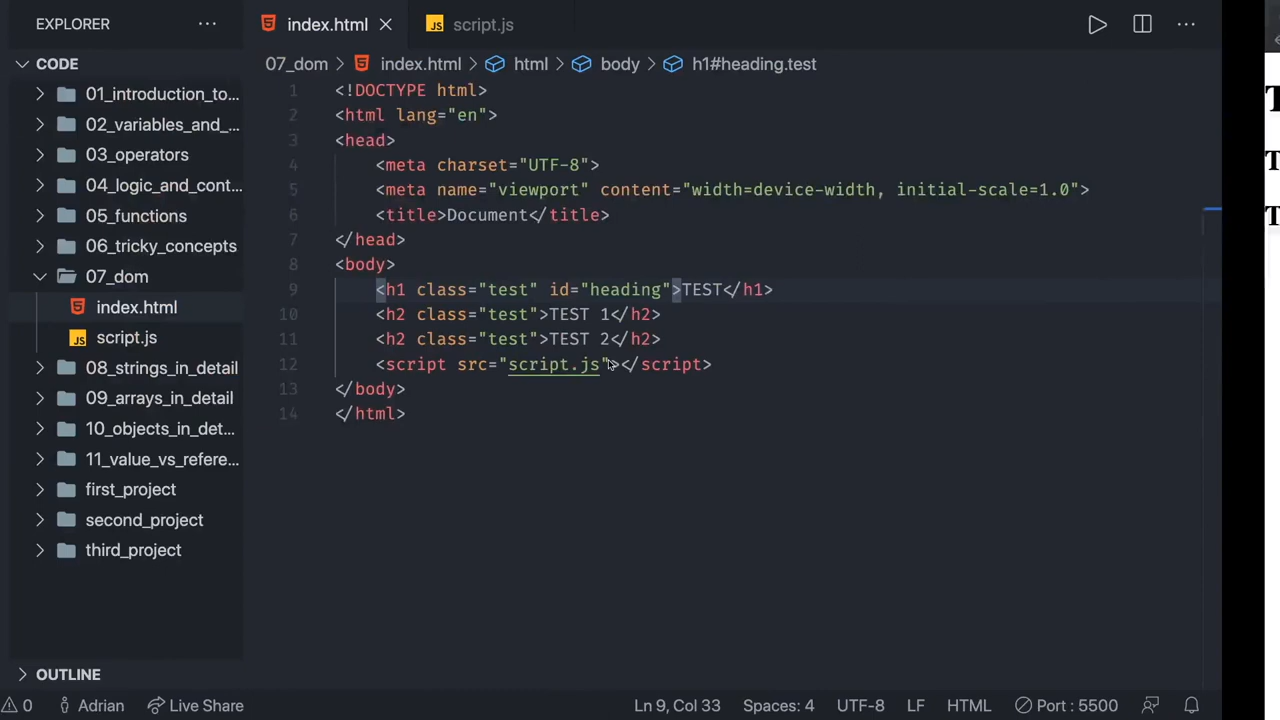 EXPLORER ···
CODE
01_introduction_to...
02_variables_and_...
03_operators
04_logic_and_cont...
05_functions
06_tricky_concepts
07_dom
index.html
JS script.js
08_strings_in_detail
09_arrays_in_detail
10_objects_in_det...
11_value_vs_refere...
first_project
second_project
third_project
OUTLINE
index.html
JS script.js
07_dom > index.html > html > body > h1#heading.test
1 <!DOCTYPE html>
2 <html lang="en">
3 <head>
4 <meta charset="UTF-8">
5 <meta name="viewport" content="width=device-width, initial-scale=1.0">
6 <title>Document</title>
7 </head>
8 <body>
9 <h1 class="test" id="heading">TEST</h1>
10 <h2 class="test">TEST 1</h2>
11 <h2 class="test">TEST 2</h2>
12 <script src="script.js"></script>
13 </body>
14 </html>
0 Adrian Live Share Ln 9, Col 33 Spaces: 4 UTF-8 LF HTML Port : 5500